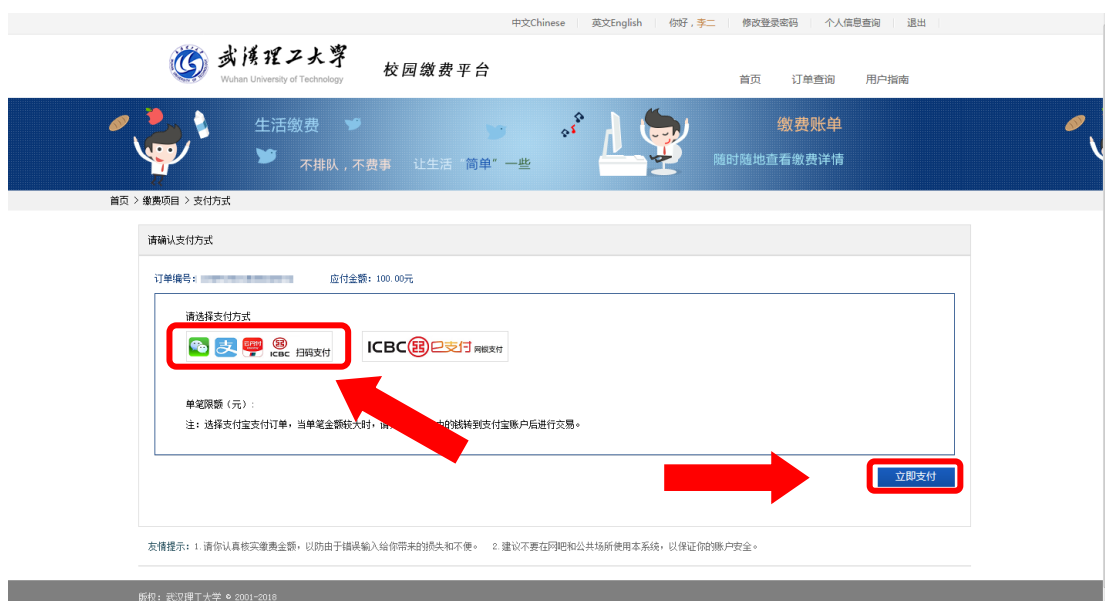 中文Chinese 英文English 你好，李二 修改登录密码 个人信息查询 退出
武汉理工大学
Wuhan University of Technology
校园缴费平台
首页 订单查询 用户指南
生活缴费
不排队，不费事 让生活“简单”一些
缴费账单
随时随地查看缴费详情
首页 > 缴费项目 > 支付方式
请确认支付方式
订单编号： 应付金额：100.00元
请选择支付方式
ICBC 扫码支付 ICBC e支付 网银支付
单笔限额（元）：
注：选择支付宝支付订单，当单笔金额较大时，请 中的钱转到支付宝账户后进行交易。
立即支付
友情提示：1.请你认真核实缴费金额，以防由于错误输入给你带来的损失和不便。 2.建议不要在网吧和公共场所使用本系统，以保证你的账户安全。
版权：武汉理工大学 © 2001-2018